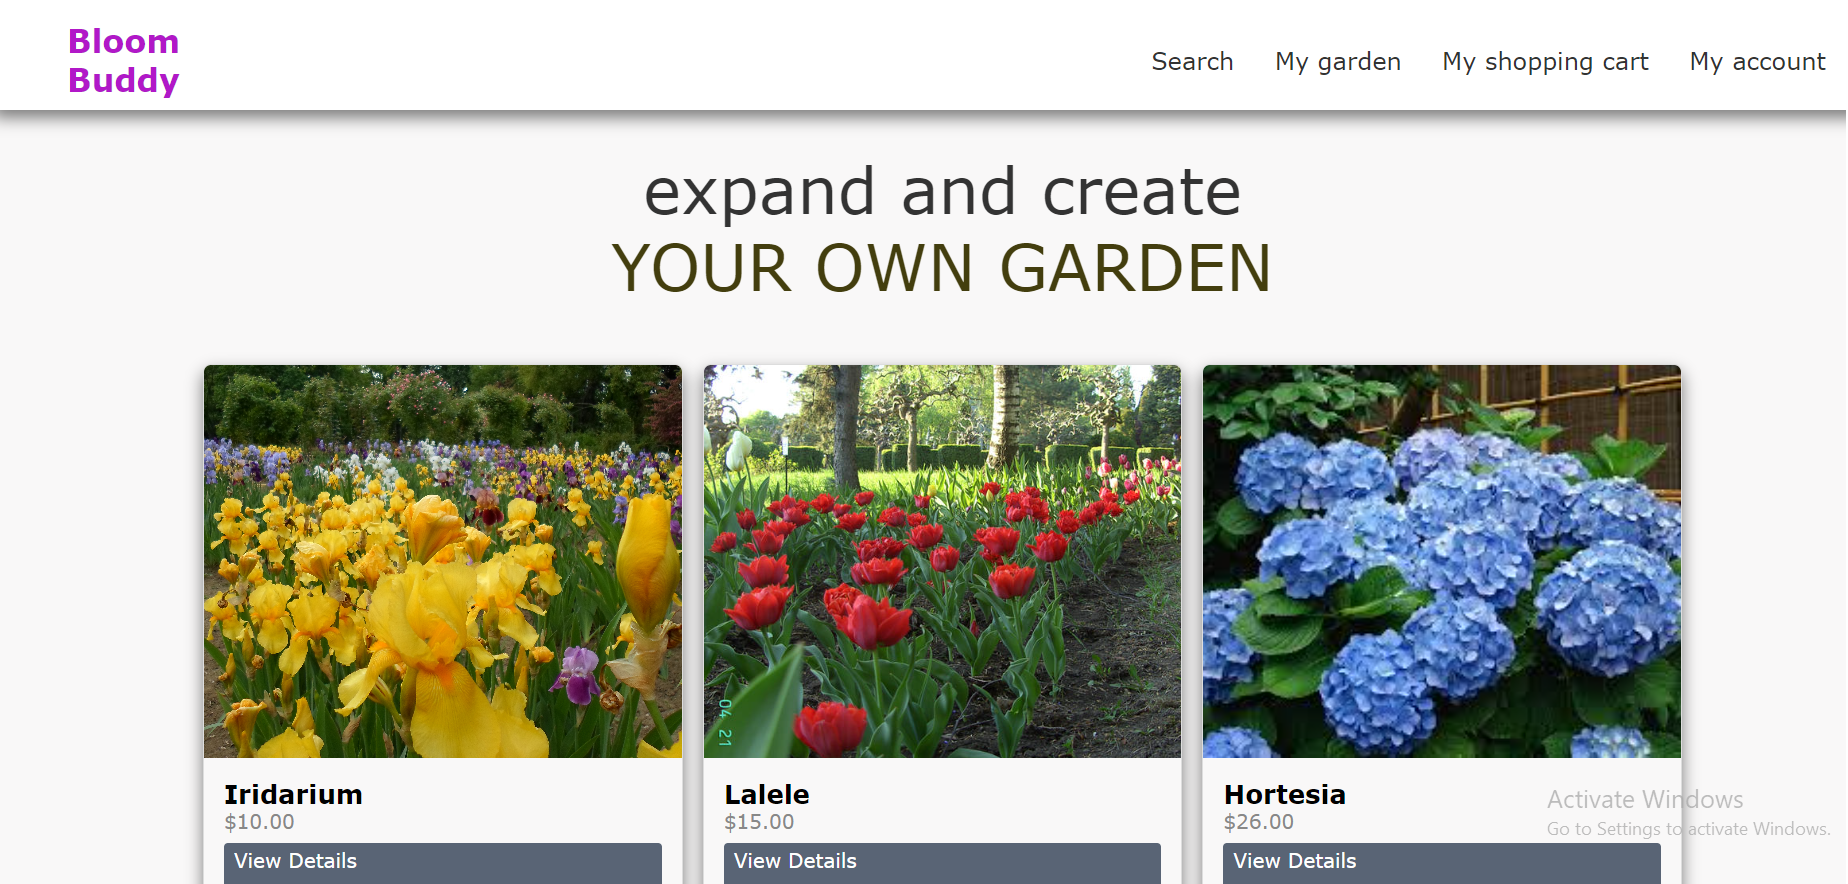 Bloom
Buddy
Search
My garden
My shopping cart
My account
expand and create
YOUR OWN GARDEN
04 21
Iridarium
$10.00
View Details
Lalele
$15.00
View Details
Hortesia
$26.00
View Details
Activate Windows
Go to Settings to activate Windows.